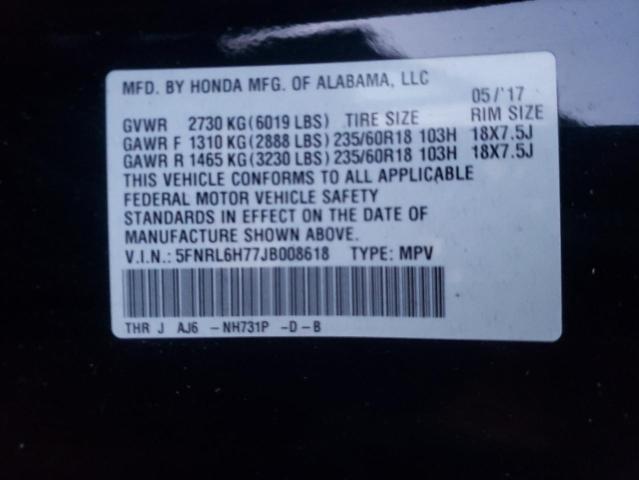 MFD. BY HONDA MFG. OF ALABAMA, LLC
05/'17
GVWR 2730 KG(6019 LBS) TIRE SIZE RIM SIZE
GAWR F 1310 KG(2888 LBS) 235/60R18 103H 18X7.5J
GAWR R 1465 KG(3230 LBS) 235/60R18 103H 18X7.5J
THIS VEHICLE CONFORMS TO ALL APPLICABLE
FEDERAL MOTOR VEHICLE SAFETY
STANDARDS IN EFFECT ON THE DATE OF
MANUFACTURE SHOWN ABOVE.
V.I.N.: 5FNRL6H77JB008618 TYPE: MPV
THR J AJ6 -NH731P -D-B